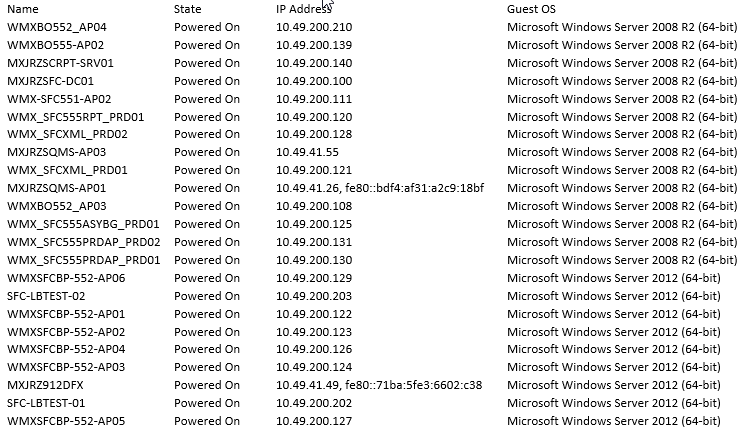 Name State IP Address Guest OS
WMXBO552_AP04 Powered On 10.49.200.210 Microsoft Windows Server 2008 R2 (64-bit)
WMXBO555-AP02 Powered On 10.49.200.139 Microsoft Windows Server 2008 R2 (64-bit)
MXJRZSCRPT-SRV01 Powered On 10.49.200.140 Microsoft Windows Server 2008 R2 (64-bit)
MXJRZSFC-DC01 Powered On 10.49.200.100 Microsoft Windows Server 2008 R2 (64-bit)
WMX-SFC551-AP02 Powered On 10.49.200.111 Microsoft Windows Server 2008 R2 (64-bit)
WMX_SFC555RPT_PRD01 Powered On 10.49.200.120 Microsoft Windows Server 2008 R2 (64-bit)
WMX_SFCXML_PRD02 Powered On 10.49.200.128 Microsoft Windows Server 2008 R2 (64-bit)
MXJRZSQMS-AP03 Powered On 10.49.41.55 Microsoft Windows Server 2008 R2 (64-bit)
WMX_SFCXML_PRD01 Powered On 10.49.200.121 Microsoft Windows Server 2008 R2 (64-bit)
MXJRZSQMS-AP01 Powered On 10.49.41.26, fe80::bdf4:af31:a2c9:18bf Microsoft Windows Server 2008 R2 (64-bit)
WMXBO552_AP03 Powered On 10.49.200.108 Microsoft Windows Server 2008 R2 (64-bit)
WMX_SFC555ASYBG_PRD01 Powered On 10.49.200.125 Microsoft Windows Server 2008 R2 (64-bit)
WMX_SFC555PRDAP_PRD02 Powered On 10.49.200.131 Microsoft Windows Server 2008 R2 (64-bit)
WMX_SFC555PRDAP_PRD01 Powered On 10.49.200.130 Microsoft Windows Server 2008 R2 (64-bit)
WMXSFCBP-552-AP06 Powered On 10.49.200.129 Microsoft Windows Server 2012 (64-bit)
SFC-LBTEST-02 Powered On 10.49.200.203 Microsoft Windows Server 2012 (64-bit)
WMXSFCBP-552-AP01 Powered On 10.49.200.122 Microsoft Windows Server 2012 (64-bit)
WMXSFCBP-552-AP02 Powered On 10.49.200.123 Microsoft Windows Server 2012 (64-bit)
WMXSFCBP-552-AP04 Powered On 10.49.200.126 Microsoft Windows Server 2012 (64-bit)
WMXSFCBP-552-AP03 Powered On 10.49.200.124 Microsoft Windows Server 2012 (64-bit)
MXJRZ912DFX Powered On 10.49.41.49, fe80::71ba:5fe3:6602:c38 Microsoft Windows Server 2012 (64-bit)
SFC-LBTEST-01 Powered On 10.49.200.202 Microsoft Windows Server 2012 (64-bit)
WMXSFCBP-552-AP05 Powered On 10.49.200.127 Microsoft Windows Server 2012 (64-bit)